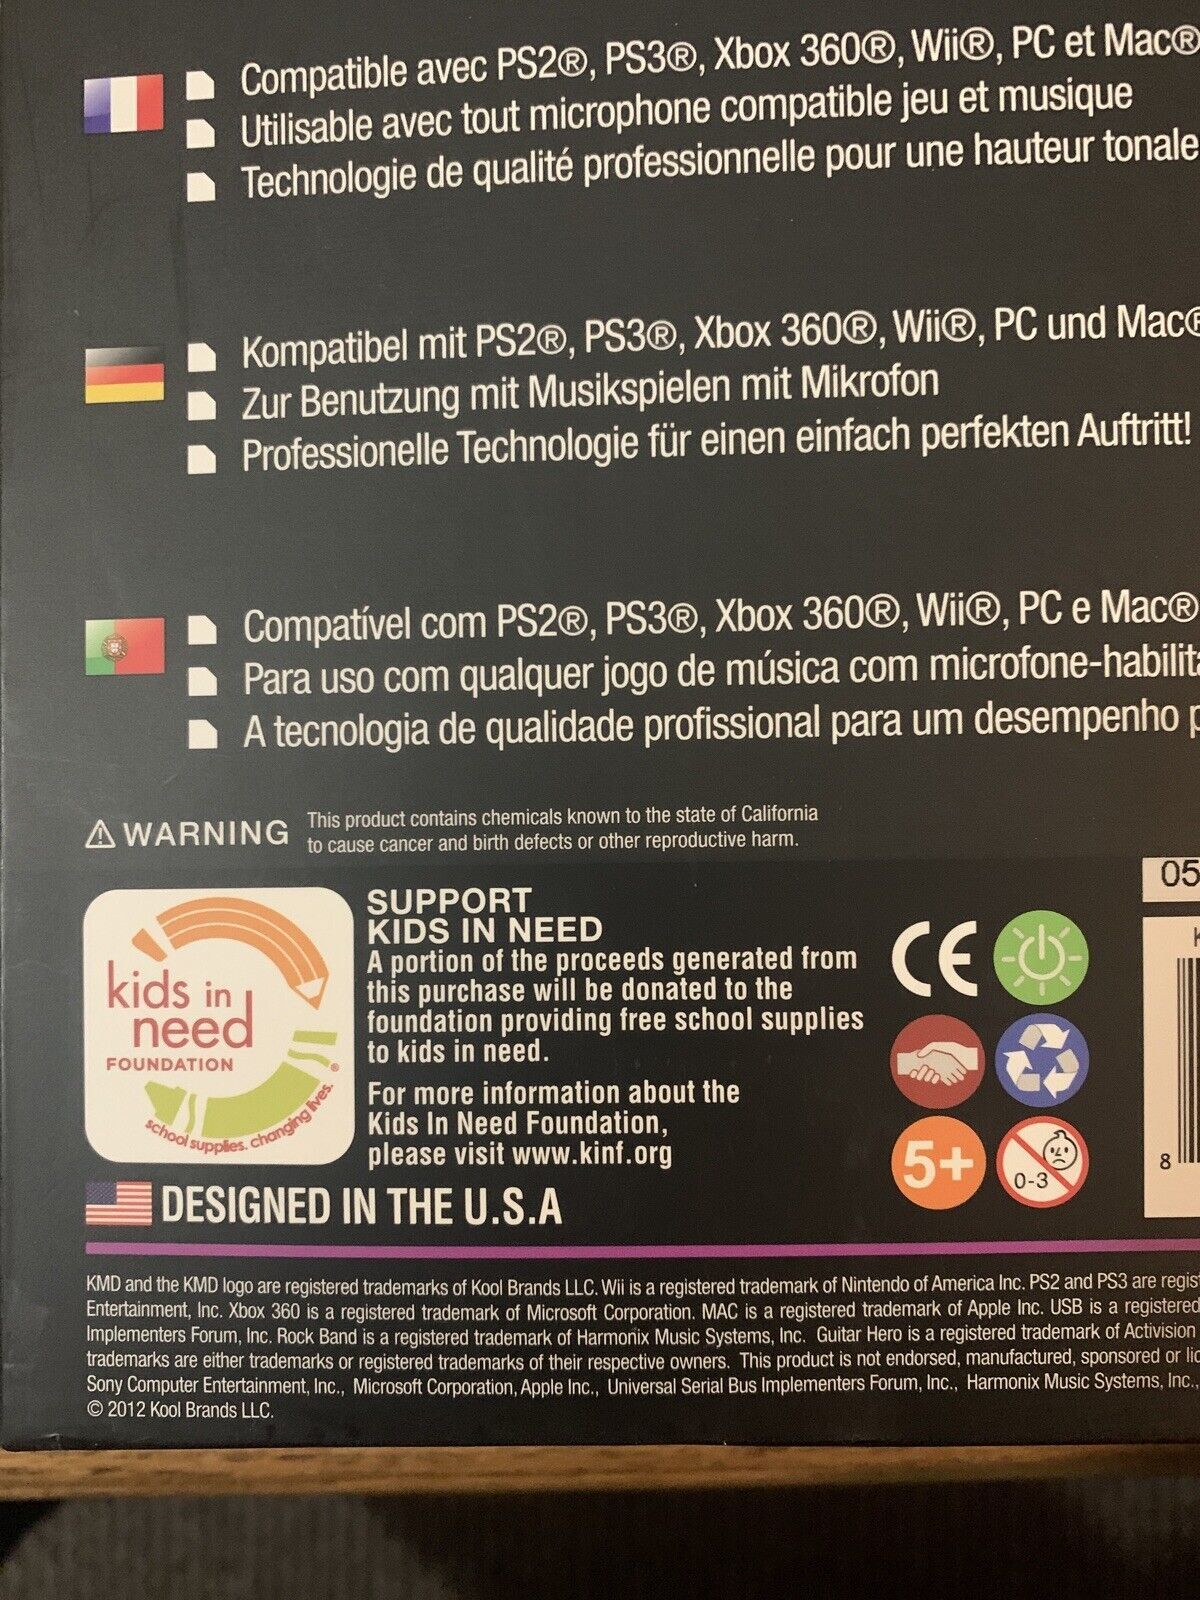 Compatible avec PS2®, PS3®, Xbox 360®, Wii®, PC et Mac®
Utilisable avec tout microphone compatible jeu et musique
Technologie de qualité professionnelle pour une hauteur tonale
Kompatibel mit PS2®, PS3®, Xbox 360®, Wii®, PC und Mac®
Zur Benutzung mit Musikspielen mit Mikrofon
Professionelle Technologie für einen einfach perfekten Auftritt!
Compatível com PS2®, PS3®, Xbox 360®, Wii®, PC e Mac®
Para uso com qualquer jogo de música com microfone-habilit
A tecnologia de qualidade profissional para um desempenho p
WARNING
This product contains chemicals known to the state of California
to cause cancer and birth defects or other reproductive harm.
kids in
need
FOUNDATION
®
school supplies. changing lives.
SUPPORT
KIDS IN NEED
A portion of the proceeds generated from
this purchase will be donated to the
foundation providing free school supplies
to kids in need.
For more information about the
Kids In Need Foundation,
please visit www.kinf.org
CE
5+
0-3
05
K
8
DESIGNED IN THE U.S.A
KMD and the KMD logo are registered trademarks of Kool Brands LLC. Wii is a registered trademark of Nintendo of America Inc. PS2 and PS3 are regis
Entertainment, Inc. Xbox 360 is a registered trademark of Microsoft Corporation. MAC is a registered trademark of Apple Inc. USB is a registered
Implementers Forum, Inc. Rock Band is a registered trademark of Harmonix Music Systems, Inc. Guitar Hero is a registered trademark of Activision
trademarks are either trademarks or registered trademarks of their respective owners. This product is not endorsed, manufactured, sponsored or lic
Sony Computer Entertainment, Inc., Microsoft Corporation, Apple Inc., Universal Serial Bus Implementers Forum, Inc., Harmonix Music Systems, Inc.,
© 2012 Kool Brands LLC.